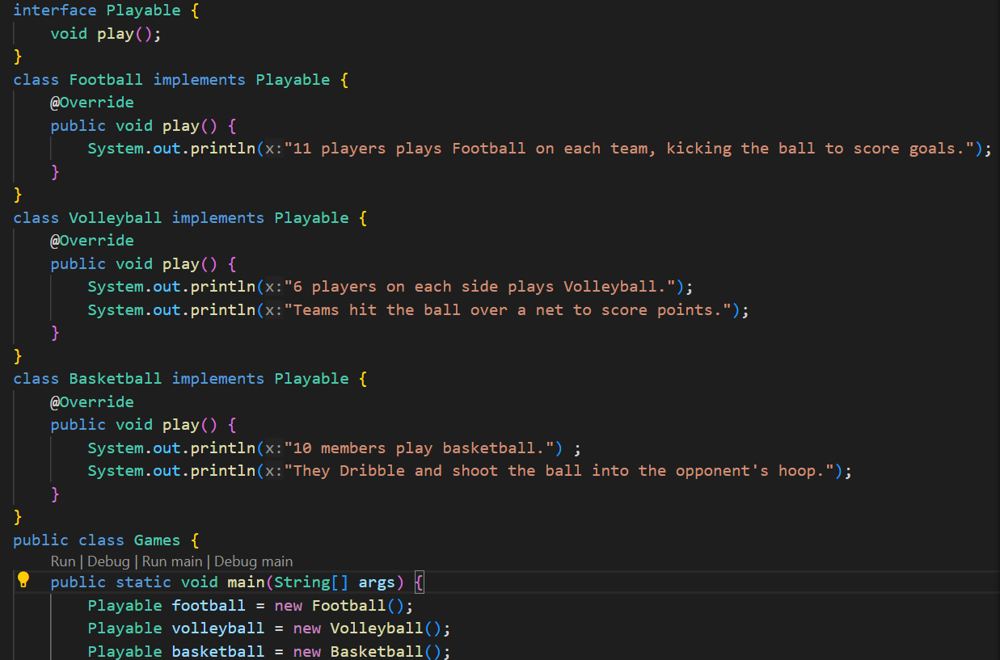 interface Playable {
    void play();
}
class Football implements Playable {
    @Override
    public void play() {
        System.out.println(x:"11 players plays Football on each team, kicking the ball to score goals.");
    }
}
class Volleyball implements Playable {
    @Override
    public void play() {
        System.out.println(x:"6 players on each side plays Volleyball.");
        System.out.println(x:"Teams hit the ball over a net to score points.");
    }
}
class Basketball implements Playable {
    @Override
    public void play() {
        System.out.println(x:"10 members play basketball.") ;
        System.out.println(x:"They Dribble and shoot the ball into the opponent's hoop.");
    }
}
public class Games {
    Run | Debug | Run main | Debug main
    public static void main(String[] args) {
        Playable football = new Football();
        Playable volleyball = new Volleyball();
        Playable basketball = new Basketball();